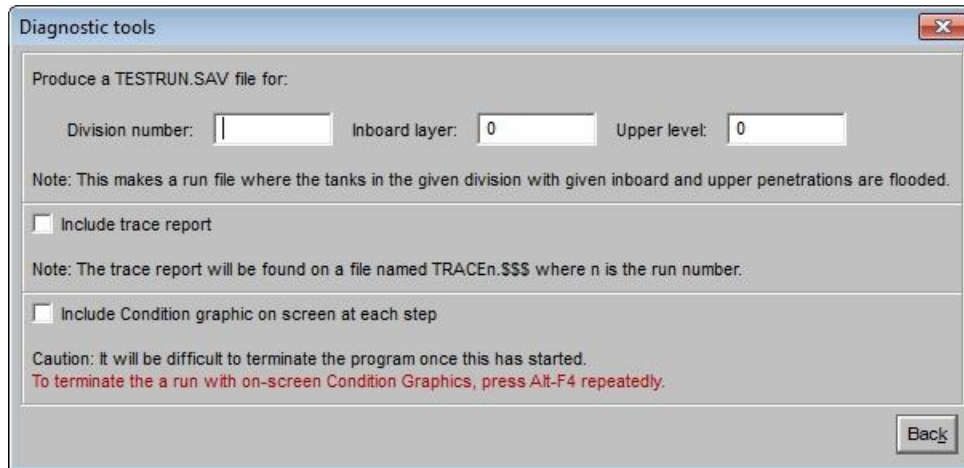 Diagnostic tools
Produce a TESTRUN.SAV file for:
Division number: Inboard layer: 0 Upper level: 0
Note: This makes a run file where the tanks in the given division with given inboard and upper penetrations are flooded.
Include trace report
Note: The trace report will be found on a file named TRACEn.$$$ where n is the run number.
Include Condition graphic on screen at each step
Caution: It will be difficult to terminate the program once this has started.
To terminate the a run with on-screen Condition Graphics, press Alt-F4 repeatedly.
Back